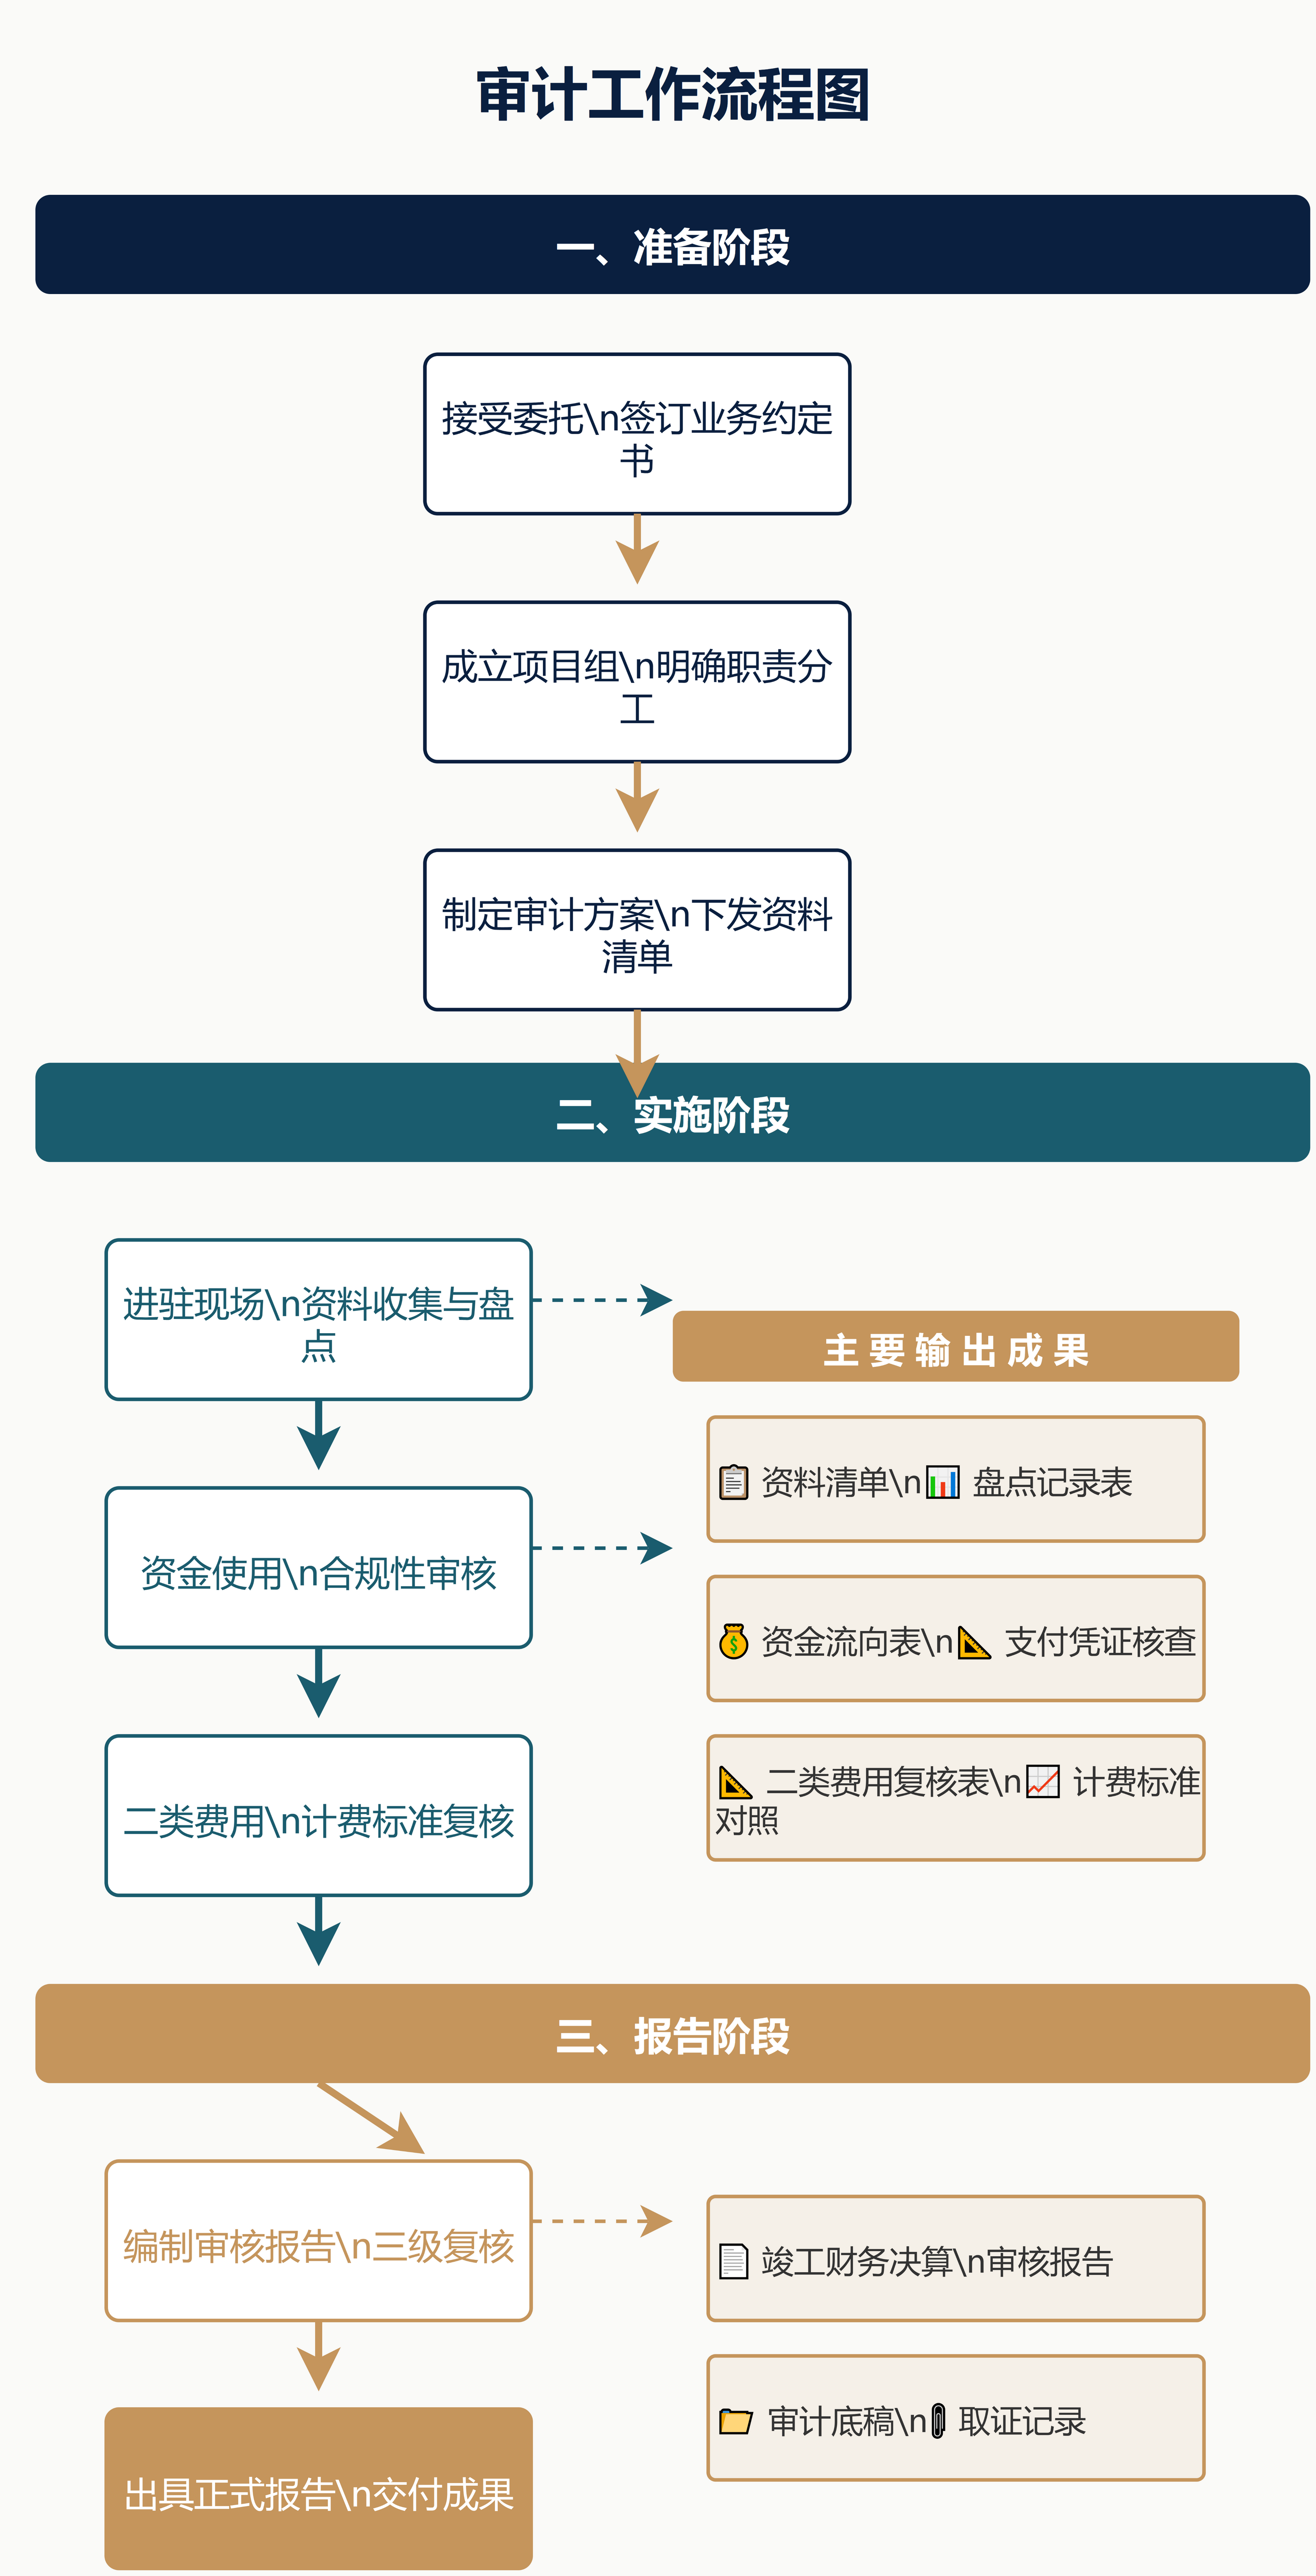 审计工作流程图
一、准备阶段
接受委托\n签订业务约定
书
成立项目组\n明确职责分
工
制定审计方案\n下发资料
清单
二、实施阶段
进驻现场\n资料收集与盘
点
主要输出成果
📋 资料清单\n📊 盘点记录表
资金使用\n合规性审核
💰 资金流向表\n📐 支付凭证核查
二类费用\n计费标准复核
📐 二类费用复核表\n📈 计费标准
对照
三、报告阶段
编制审核报告\n三级复核
📄 竣工财务决算\n审核报告
📁 审计底稿\n📎 取证记录
出具正式报告\n交付成果